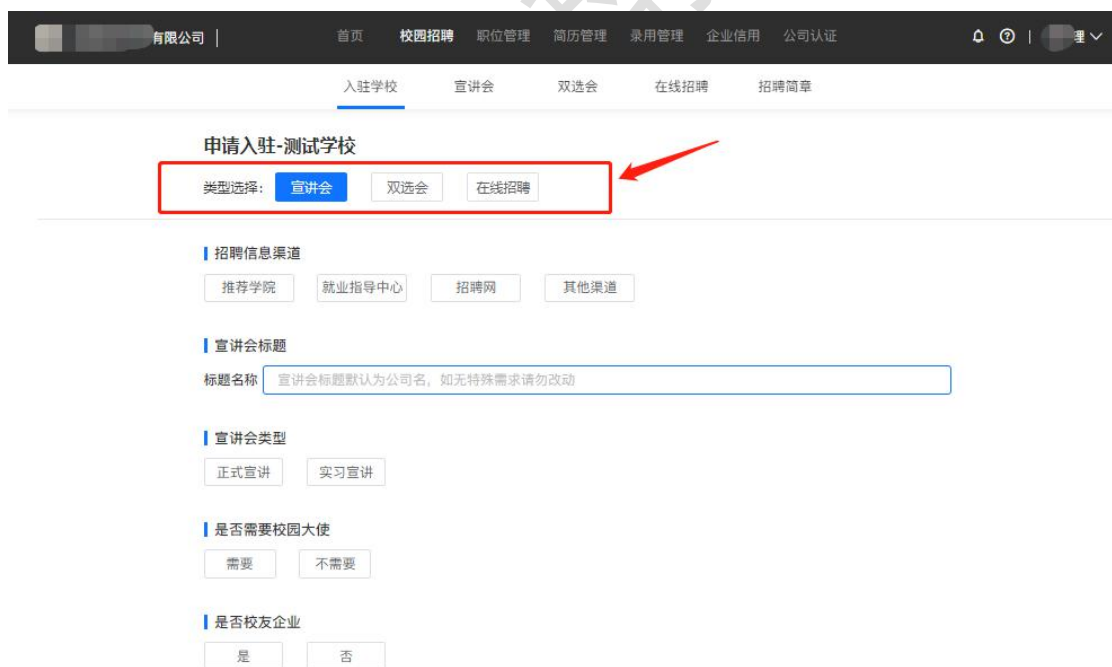 有限公司 | 首页 校园招聘 职位管理 简历管理 录用管理 企业信用 公司认证 | 理
入驻学校 宣讲会 双选会 在线招聘 招聘简章
申请入驻-测试学校
类型选择： 宣讲会 双选会 在线招聘
招聘信息渠道
推荐学院 就业指导中心 招聘网 其他渠道
宣讲会标题
标题名称 宣讲会标题默认为公司名，如无特殊需求请勿改动
宣讲会类型
正式宣讲 实习宣讲
是否需要校园大使
需要 不需要
是否校友企业
是 否